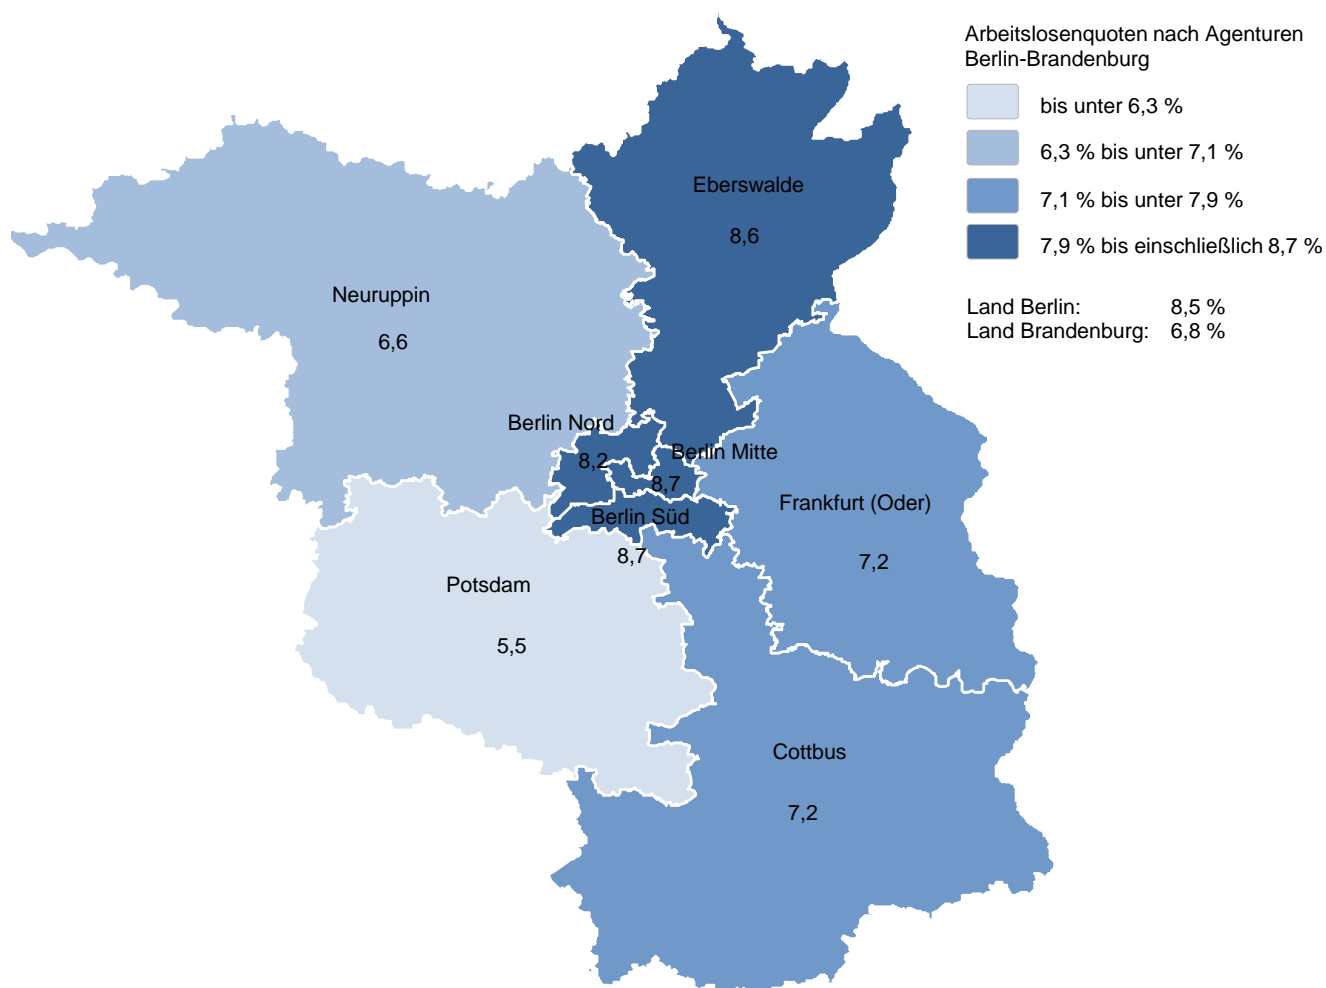 Arbeitslosenquoten nach Agenturen
Berlin-Brandenburg
bis unter 6,3 %
6,3 % bis unter 7,1 %
7,1 % bis unter 7,9 %
7,9 % bis einschließlich 8,7 %
Land Berlin: 8,5 %
Land Brandenburg: 6,8 %
Eberswalde
8,6
Neuruppin
6,6
Berlin Nord
8,2
Berlin Mitte
8,7
Berlin Süd
8,7
Frankfurt (Oder)
7,2
Potsdam
5,5
Cottbus
7,2